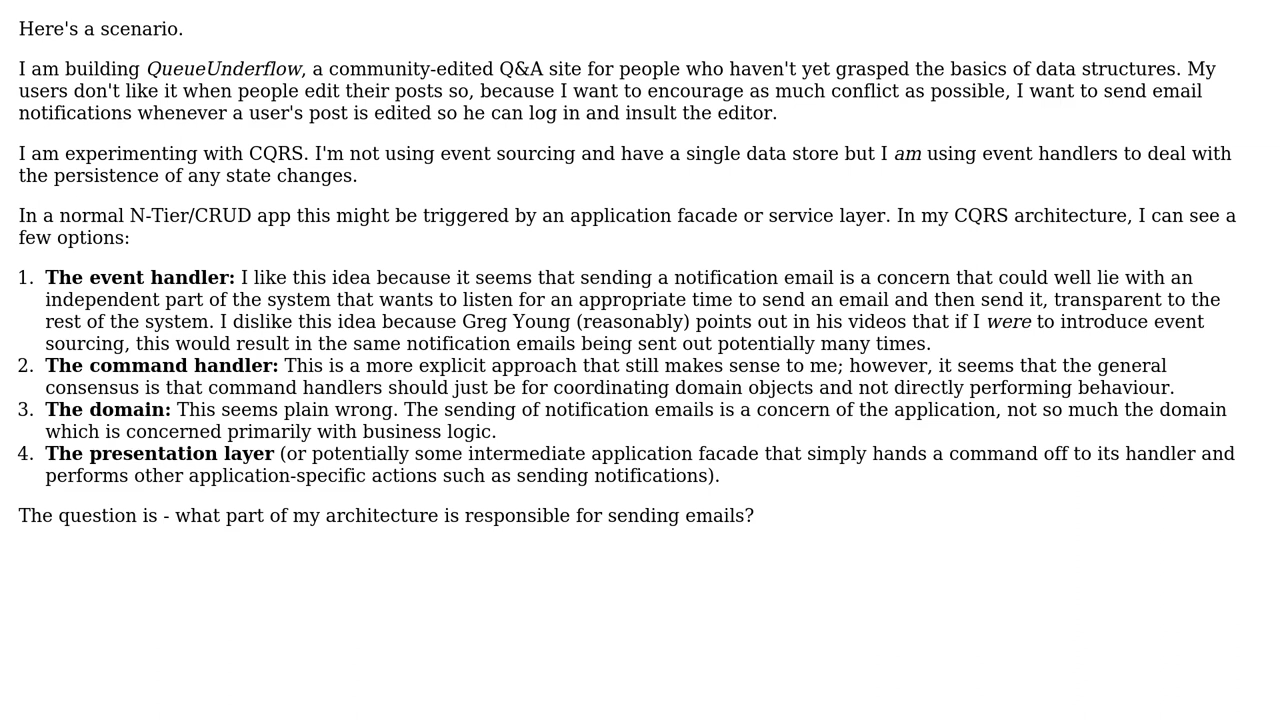 Here's a scenario.
I am building QueueUnderflow, a community-edited Q&A site for people who haven't yet grasped the basics of data structures. My
users don't like it when people edit their posts so, because I want to encourage as much conflict as possible, I want to send email
notifications whenever a user's post is edited so he can log in and insult the editor.
I am experimenting with CQRS. I'm not using event sourcing and have a single data store but I am using event handlers to deal with
the persistence of any state changes.
In a normal N-Tier/CRUD app this might be triggered by an application facade or service layer. In my CQRS architecture, I can see a
few options:
1. The event handler: I like this idea because it seems that sending a notification email is a concern that could well lie with an
independent part of the system that wants to listen for an appropriate time to send an email and then send it, transparent to the
rest of the system. I dislike this idea because Greg Young (reasonably) points out in his videos that if I were to introduce event
sourcing, this would result in the same notification emails being sent out potentially many times.
2. The command handler: This is a more explicit approach that still makes sense to me; however, it seems that the general
consensus is that command handlers should just be for coordinating domain objects and not directly performing behaviour.
3. The domain: This seems plain wrong. The sending of notification emails is a concern of the application, not so much the domain
which is concerned primarily with business logic.
4. The presentation layer (or potentially some intermediate application facade that simply hands a command off to its handler and
performs other application-specific actions such as sending notifications).
The question is - what part of my architecture is responsible for sending emails?